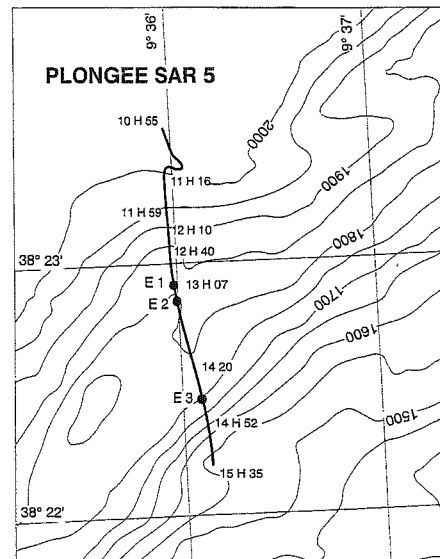 9° 36'
9° 37'
PLONGEE SAR 5
10 H 55
2000
11 H 16
1900
11 H 59
12 H 10
1800
12 H 40
38° 23'
E 1
13 H 07
1700
E 2
1600
14 20
E 3
1500
14 H 52
15 H 35
38° 22'